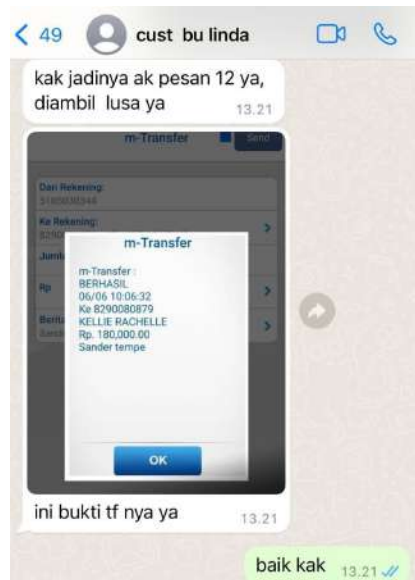 49
cust bu linda
kak jadinya ak pesan 12 ya,
diambil lusa ya
13.21
m-Transfer
Send
Dari Rekening:
Ke Rekening:
m-Transfer
m-Transfer :
BERHASIL
06/06 10:06:32
Ke 8290080879
KELLIE RACHELLE
Rp. 180,000.00
Sander tempe
Rp
OK
ini bukti tf nya ya
13.21
baik kak
13.21